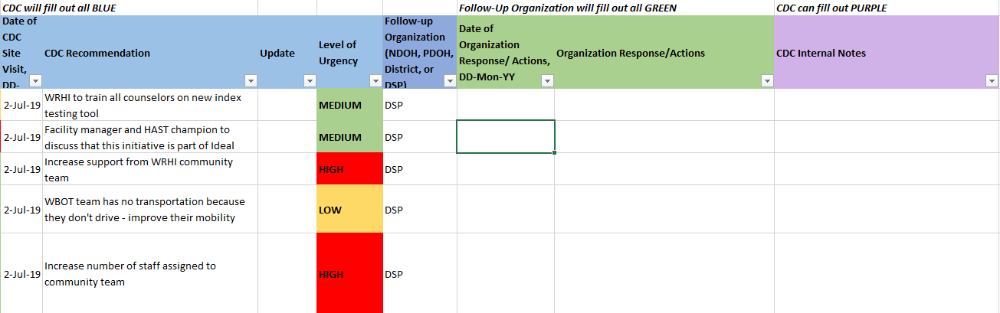 CDC will fill out all BLUE
Follow-Up Organization will fill out all GREEN
CDC can fill out PURPLE
Date of
CDC
Site
Visit,
DD-
CDC Recommendation
Update
Level of
Urgency
Follow-up
Organization
(NDOH, PDOH,
District, or
DSP)
Date of
Organization
Response/ Actions,
DD-Mon-YY
Organization Response/Actions
CDC Internal Notes
2-Jul-19
WRHI to train all counselors on new index
testing tool
MEDIUM
DSP
2-Jul-19
Facility manager and HAST champion to
discuss that this initiative is part of Ideal
MEDIUM
DSP
2-Jul-19
Increase support from WRHI community
team
HIGH
DSP
2-Jul-19
WBOT team has no transportation because
they don't drive - improve their mobility
LOW
DSP
2-Jul-19
Increase number of staff assigned to
community team
HIGH
DSP